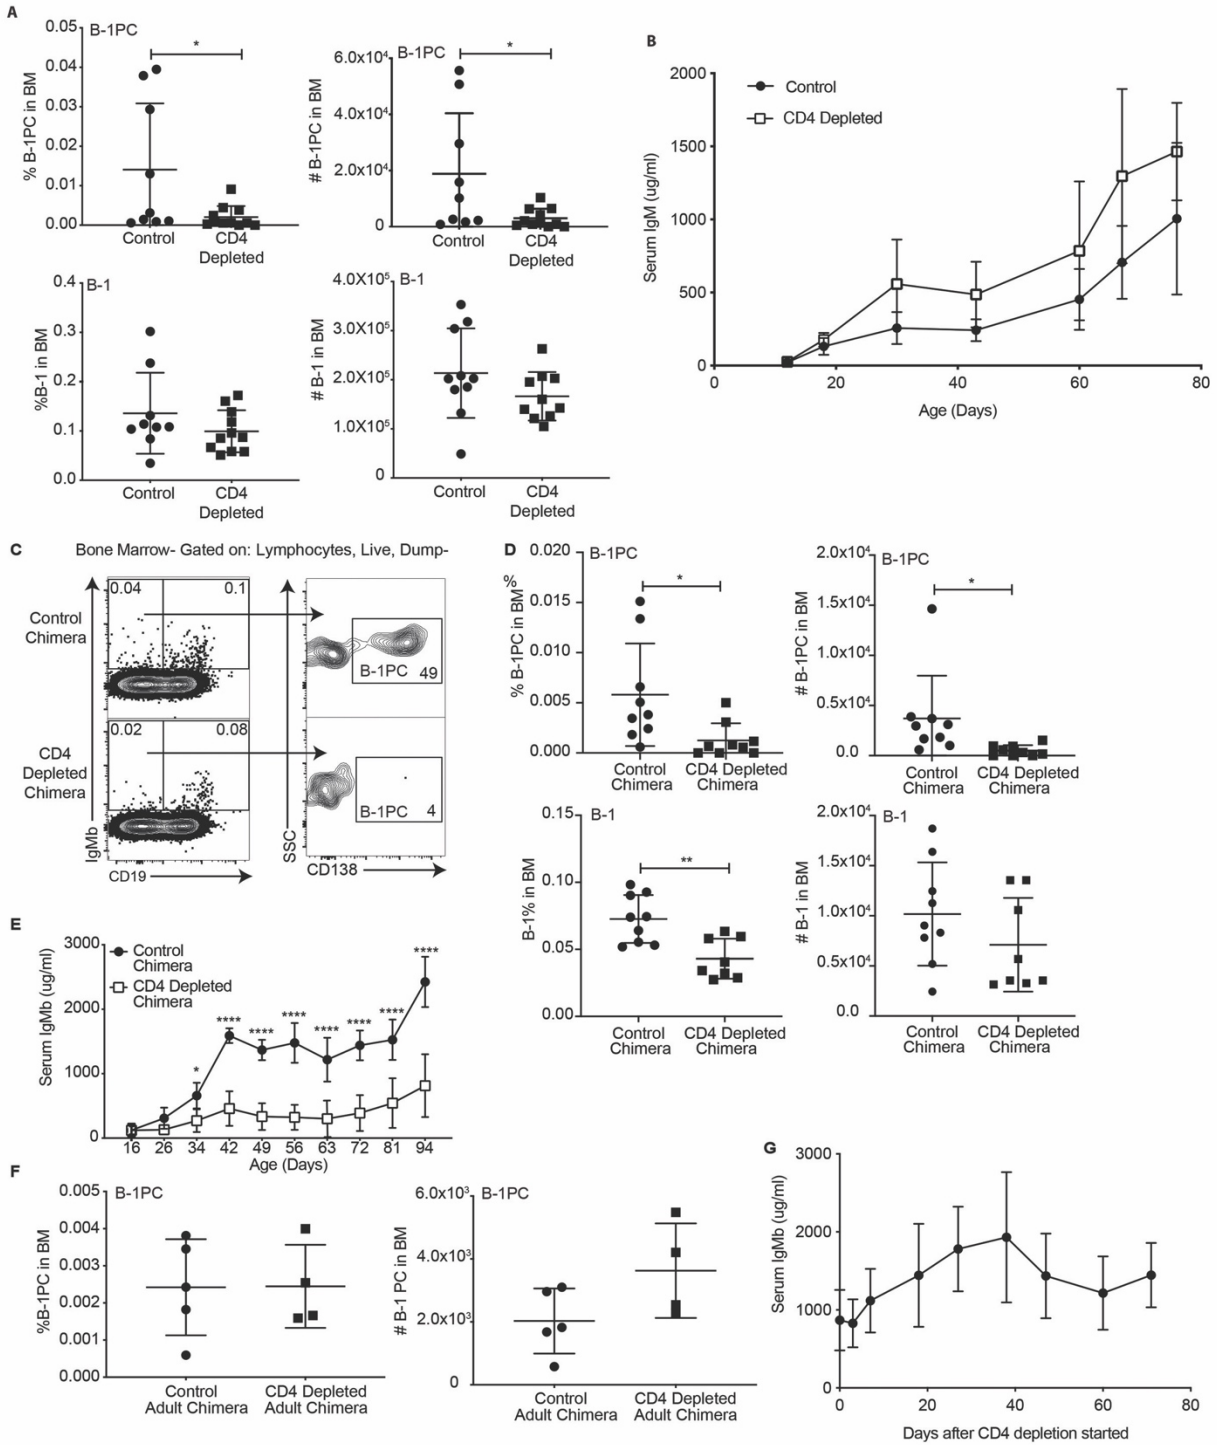 A
B-1PC
*
% B-1PC in BM
0.05
0.04
0.03
0.02
0.01
0.00
Control
CD4
Depleted
B-1PC
*
# B-1PC in BM
6.0x10⁴
4.0x10⁴
2.0x10⁴
0
Control
CD4
Depleted
B-1
%B-1 in BM
0.4
0.3
0.2
0.1
0.0
Control
CD4
Depleted
B-1
# B-1 in BM
4.0X10⁵
3.0X10⁵
2.0X10⁵
1.0X10⁵
0
Control
CD4
Depleted
B
Control
CD4 Depleted
Serum IgM (ug/ml)
2000
1500
1000
500
0
0 20 40 60 80
Age (Days)
C
Bone Marrow- Gated on: Lymphocytes, Live, Dump-
Control
Chimera
0.04 0.1
B-1PC 49
CD4
Depleted
Chimera
0.02 0.08
B-1PC 4
IgMb
CD19
SSC
CD138
D
B-1PC
*
%
% B-1PC in BM
0.020
0.015
0.010
0.005
0.000
Control
Chimera
CD4 Depleted
Chimera
B-1PC
*
# B-1PC in BM
2.0x10⁴
1.5x10⁴
1.0x10⁴
0.5x10⁴
0.0
Control
Chimera
CD4 Depleted
Chimera
B-1
**
B-1% in BM
0.15
0.10
0.05
0.00
Control
Chimera
CD4 Depleted
Chimera
B-1
# B-1 in BM
2.0x10⁴
1.5x10⁴
1.0x10⁴
0.5x10⁴
0.0
Control
Chimera
CD4 Depleted
Chimera
E
Control
Chimera
CD4 Depleted
Chimera
Serum IgMb (ug/ml)
3000
2000
1000
0
* **** **** **** **** **** **** ****
16 26 34 42 49 56 63 72 81 94
Age (Days)
F
B-1PC
%B-1PC in BM
0.005
0.004
0.003
0.002
0.001
0.000
Control
Adult Chimera
CD4 Depleted
Adult Chimera
B-1PC
# B-1 PC in BM
6.0x10³
4.0x10³
2.0x10³
0
Control
Adult Chimera
CD4 Depleted
Adult Chimera
G
Serum IgMb (ug/ml)
3000
2000
1000
0
0 20 40 60 80
Days after CD4 depletion started